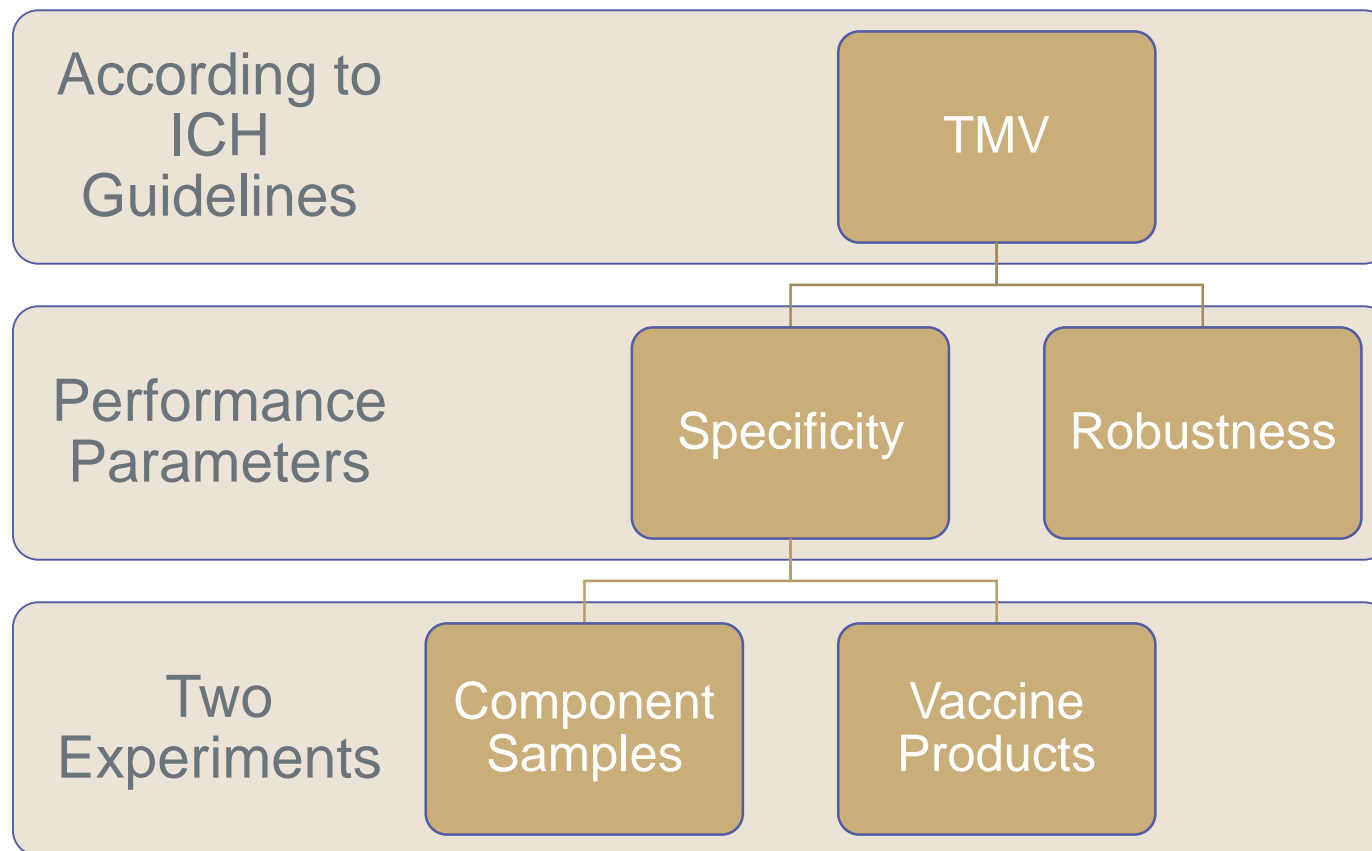 According to
ICH
Guidelines
TMV
Performance
Parameters
Specificity
Robustness
Two
Experiments
Component
Samples
Vaccine
Products